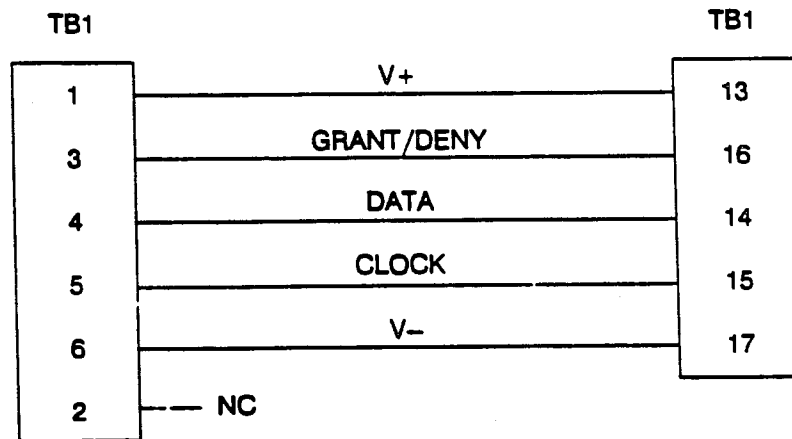 TB1 TB1
1 V+ 13
3 GRANT/DENY 16
4 DATA 14
5 CLOCK 15
6 V– 17
2 NC